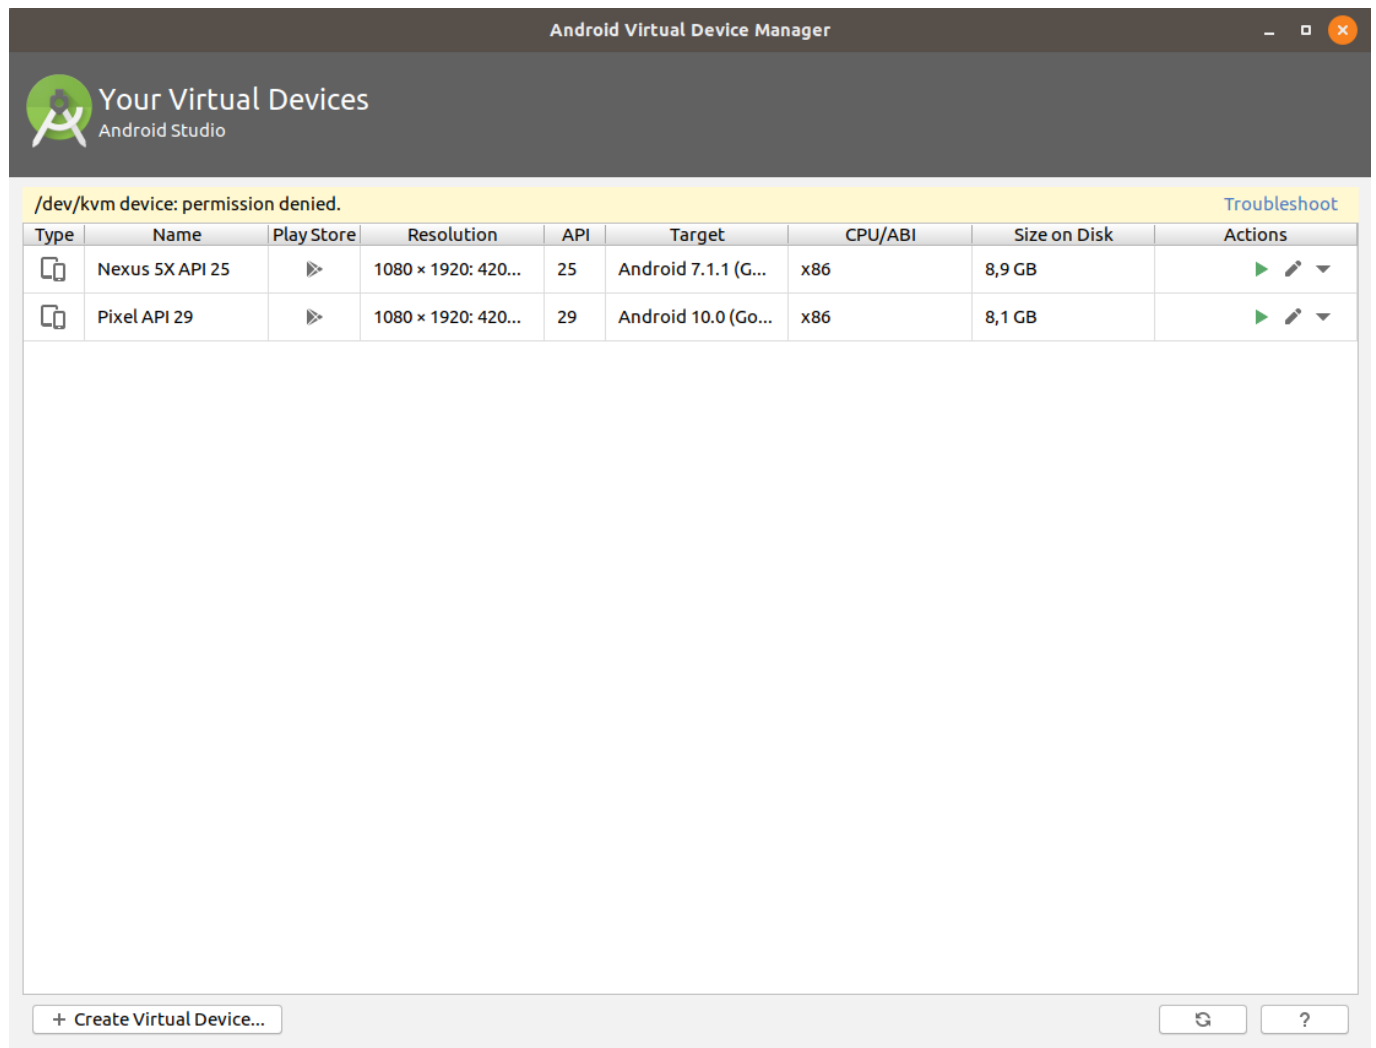 Android Virtual Device Manager
Your Virtual Devices
Android Studio
/dev/kvm device: permission denied. Troubleshoot
Type Name Play Store Resolution API Target CPU/ABI Size on Disk Actions
Nexus 5X API 25 1080 × 1920: 420... 25 Android 7.1.1 (G... x86 8,9 GB
Pixel API 29 1080 × 1920: 420... 29 Android 10.0 (Go... x86 8,1 GB
+ Create Virtual Device... ?